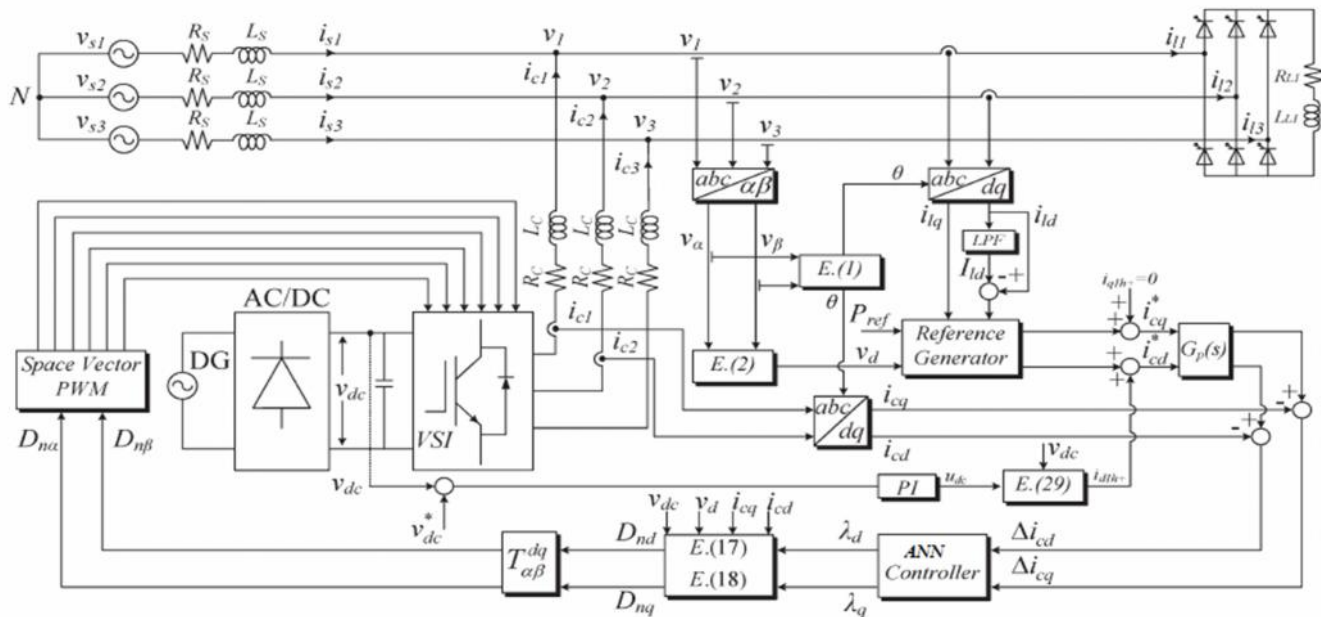 v_s1 R_S L_S i_s1 v_1 v_1 i_l1
i_c1
v_s2 R_S L_S i_s2 v_2 v_2 i_l2 R_L1
N
i_c2
v_s3 R_S L_S i_s3 v_3 v_3 i_l3 L_L1
i_c3
abc αβ
θ abc dq
L_C L_C L_C
i_lq i_ld
v_α v_β
LPF
R_C R_C R_C
E.(1)
I_ld - +
θ
AC/DC
i_c1
i_c2
P_ref
Reference
Generator
i_qlh+=0
+ +
i*_cq
+ +
i*_cd
G_p(s)
Space Vector
PWM
DG
v_dc
VSI
E.(2)
v_d
abc dq
i_cq
i_cd
- +
- +
D_nα D_nβ
v_dc
v*_dc
PI
u_dc
v_dc
E.(29)
i_dlh+
v_dc v_d i_cq i_cd
T^dq_αβ
D_nd
D_nq
E.(17)
E.(18)
λ_d
λ_q
ANN
Controller
Δi_cd
Δi_cq